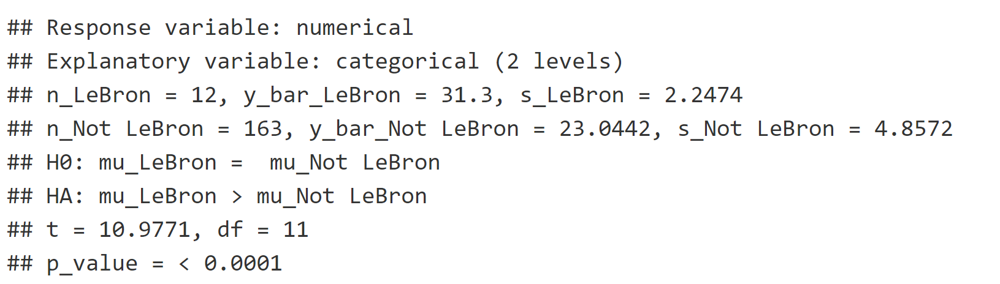 ## Response variable: numerical
## Explanatory variable: categorical (2 levels)
## n_LeBron = 12, y_bar_LeBron = 31.3, s_LeBron = 2.2474
## n_Not LeBron = 163, y_bar_Not LeBron = 23.0442, s_Not LeBron = 4.8572
## H0: mu_LeBron =  mu_Not LeBron
## HA: mu_LeBron > mu_Not LeBron
## t = 10.9771, df = 11
## p_value = < 0.0001